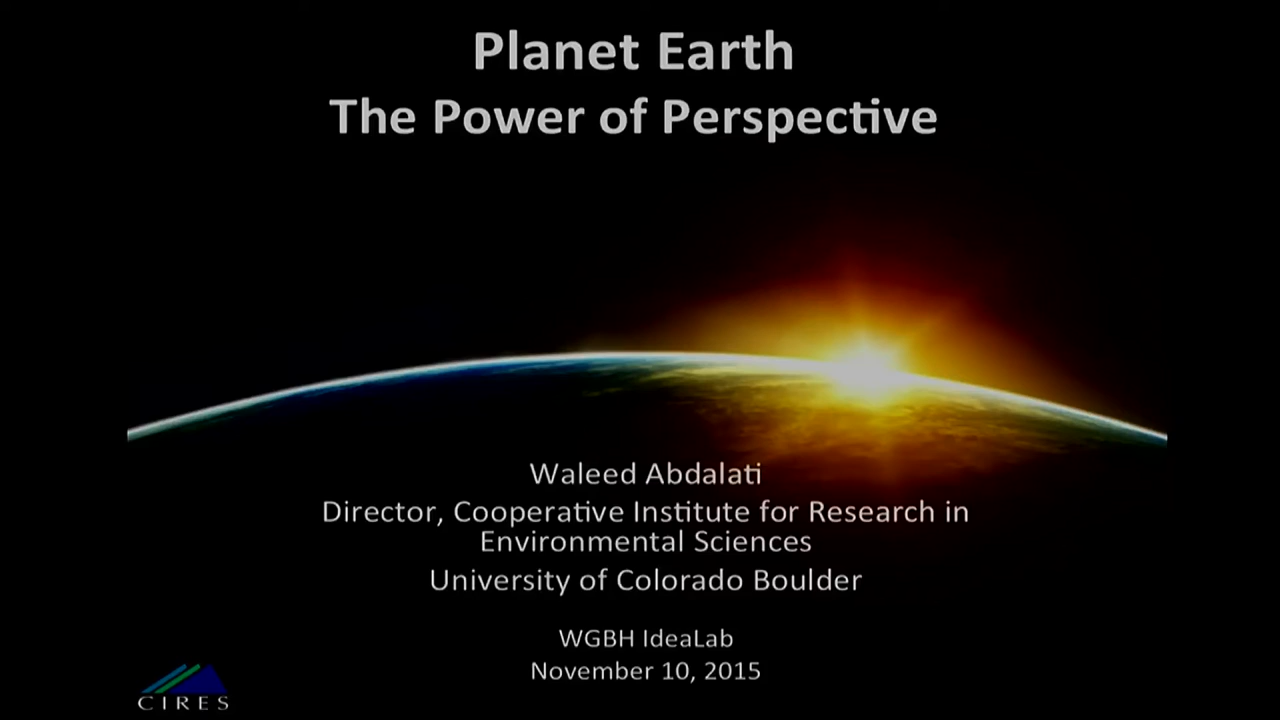 Planet Earth
The Power of Perspective
Waleed Abdalati
Director, Cooperative Institute for Research in
Environmental Sciences
University of Colorado Boulder
WGBH IdeaLab
November 10, 2015
CIRES